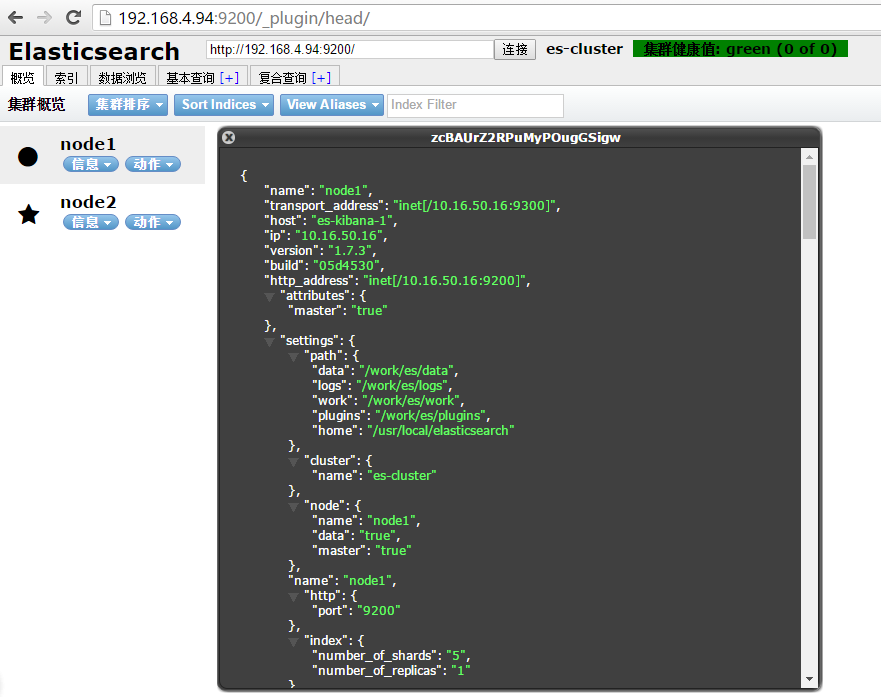 192.168.4.94:9200/_plugin/head/
Elasticsearch http://192.168.4.94:9200/ 连接 es-cluster 集群健康值: green (0 of 0)
概览 索引 数据浏览 基本查询 [+] 复合查询 [+]
集群概览 集群排序 Sort Indices View Aliases Index Filter
node1
信息 动作
node2
信息 动作
zcBAUrZ2RPuMyPOugGSigw
{
"name": "node1",
"transport_address": "inet[/10.16.50.16:9300]",
"host": "es-kibana-1",
"ip": "10.16.50.16",
"version": "1.7.3",
"build": "05d4530",
"http_address": "inet[/10.16.50.16:9200]",
"attributes": {
"master": "true"
},
"settings": {
"path": {
"data": "/work/es/data",
"logs": "/work/es/logs",
"work": "/work/es/work",
"plugins": "/work/es/plugins",
"home": "/usr/local/elasticsearch"
},
"cluster": {
"name": "es-cluster"
},
"node": {
"name": "node1",
"data": "true",
"master": "true"
},
"name": "node1",
"http": {
"port": "9200"
},
"index": {
"number_of_shards": "5",
"number_of_replicas": "1"
}